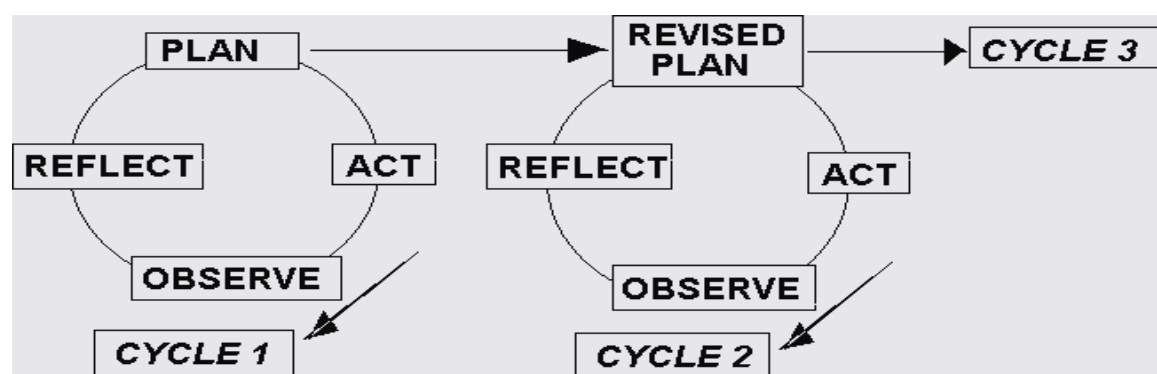 PLAN
REVISED
PLAN
CYCLE 3
REFLECT
ACT
REFLECT
ACT
OBSERVE
OBSERVE
CYCLE 1
CYCLE 2